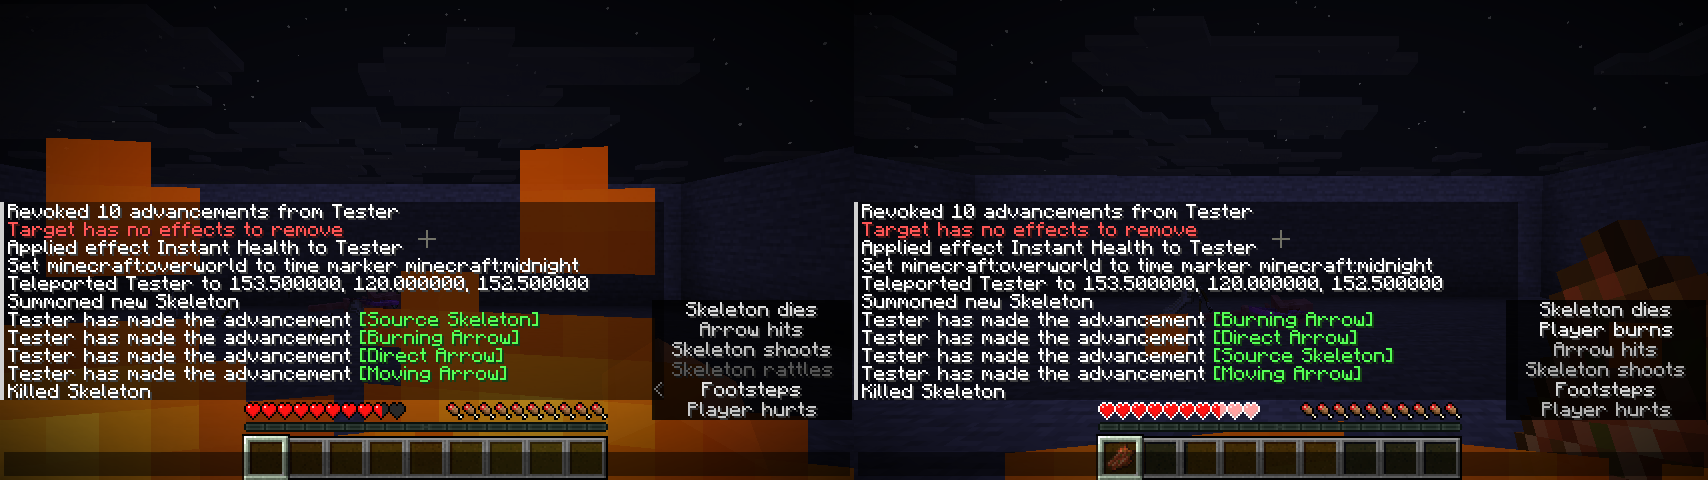 Revoked 10 advancements from Tester
Target has no effects to remove
Applied effect Instant Health to Tester
Set minecraft:overworld to time marker minecraft:midnight
Teleported Tester to 153.500000, 120.000000, 152.500000
Summoned new Skeleton
Tester has made the advancement [Source Skeleton]
Tester has made the advancement [Burning Arrow]
Tester has made the advancement [Direct Arrow]
Tester has made the advancement [Moving Arrow]
Killed Skeleton
Skeleton dies
Arrow hits
Skeleton shoots
Skeleton rattles
< Footsteps
Player hurts
Revoked 10 advancements from Tester
Target has no effects to remove
Applied effect Instant Health to Tester
Set minecraft:overworld to time marker minecraft:midnight
Teleported Tester to 153.500000, 120.000000, 152.500000
Summoned new Skeleton
Tester has made the advancement [Burning Arrow]
Tester has made the advancement [Direct Arrow]
Tester has made the advancement [Source Skeleton]
Tester has made the advancement [Moving Arrow]
Killed Skeleton
Skeleton dies
Player burns
Arrow hits
Skeleton shoots
Footsteps
Player hurts